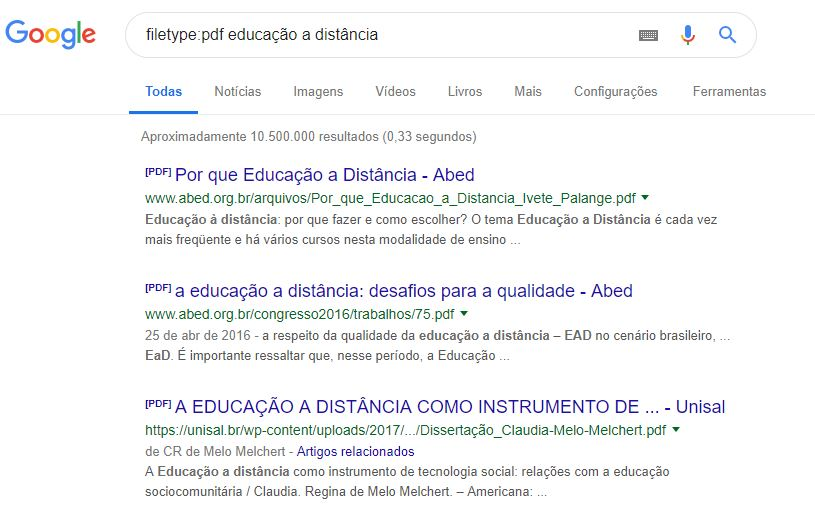 Google
filetype:pdf educação a distância
Todas Notícias Imagens Vídeos Livros Mais Configurações Ferramentas
Aproximadamente 10.500.000 resultados (0,33 segundos)
[PDF] Por que Educação a Distância - Abed
www.abed.org.br/arquivos/Por_que_Educacao_a_Distancia_Ivete_Palange.pdf
Educação à distância: por que fazer e como escolher? O tema Educação a Distância é cada vez
mais freqüente e há vários cursos nesta modalidade de ensino ...
[PDF] a educação a distância: desafios para a qualidade - Abed
www.abed.org.br/congresso2016/trabalhos/75.pdf
25 de abr de 2016 - a respeito da qualidade da educação a distância – EAD no cenário brasileiro, ...
EaD. É importante ressaltar que, nesse período, a Educação ...
[PDF] A EDUCAÇÃO A DISTÂNCIA COMO INSTRUMENTO DE ... - Unisal
https://unisal.br/wp-content/uploads/2017/.../Dissertação_Claudia-Melo-Melchert.pdf
de CR de Melo Melchert - Artigos relacionados
A Educação a distância como instrumento de tecnologia social: relações com a educação
sociocomunitária / Claudia. Regina de Melo Melchert. – Americana: ...